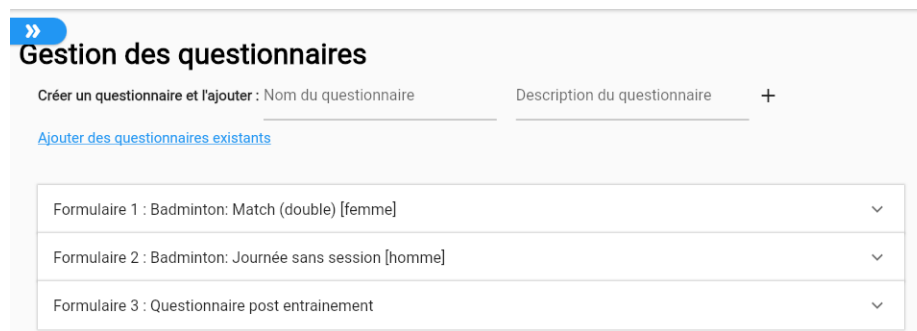 Gestion des questionnaires
Créer un questionnaire et l'ajouter : Nom du questionnaire Description du questionnaire +
Ajouter des questionnaires existants
Formulaire 1 : Badminton: Match (double) [femme]
Formulaire 2 : Badminton: Journée sans session [homme]
Formulaire 3 : Questionnaire post entrainement